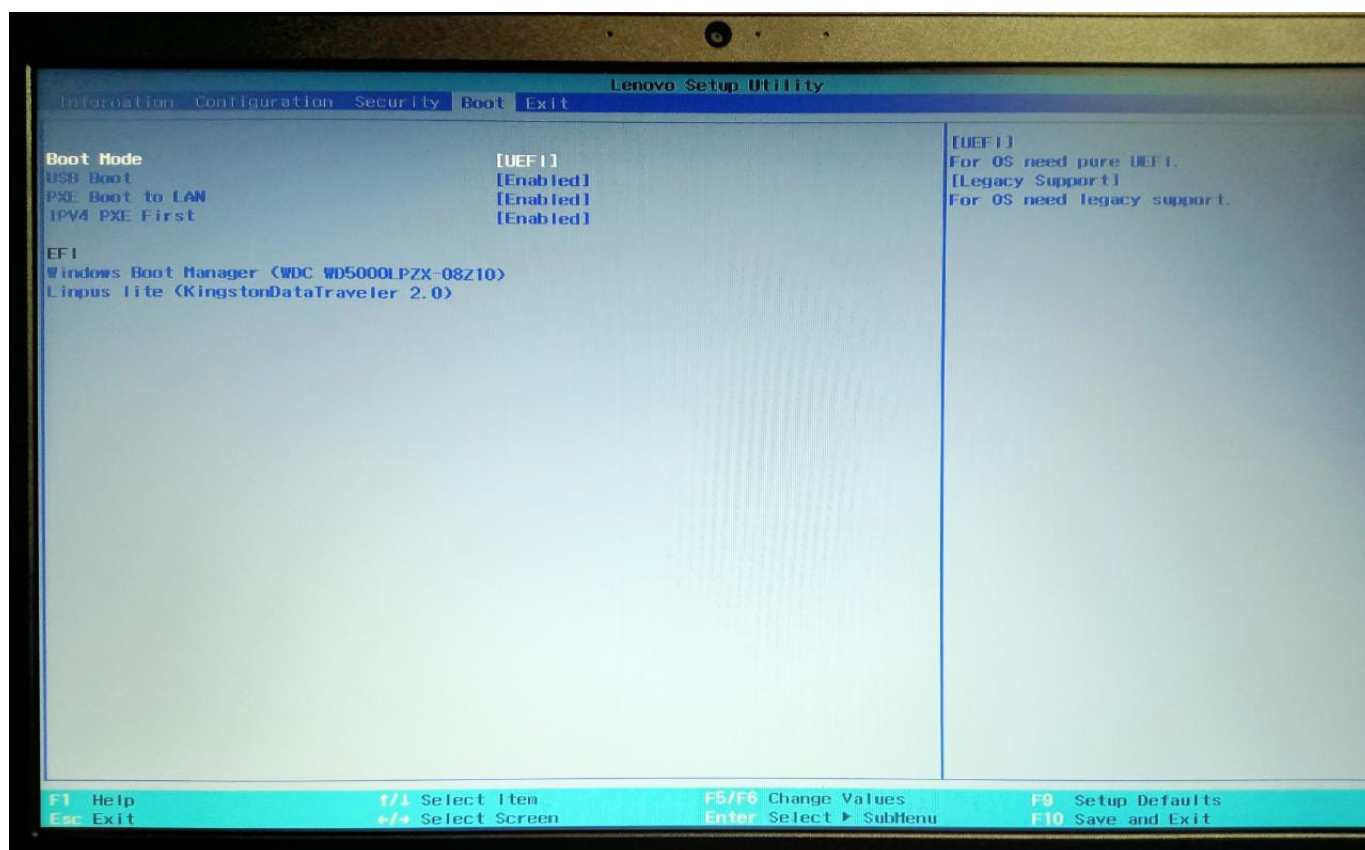 Lenovo Setup Utility
Information Configuration Security Boot Exit
Boot Mode [UEFI]
USB Boot [Enabled]
PXE Boot to LAN [Enabled]
IPV4 PXE First [Enabled]
EFI
Windows Boot Manager (WDC WD5000LPZX-08Z10)
Linpus lite (KingstonDataTraveler 2.0)
[UEFI]
For OS need pure UEFI.
[Legacy Support]
For OS need legacy support.
F1 Help ↑/↓ Select Item F5/F6 Change Values F9 Setup Defaults
Esc Exit ←/→ Select Screen Enter Select ▶ SubMenu F10 Save and Exit